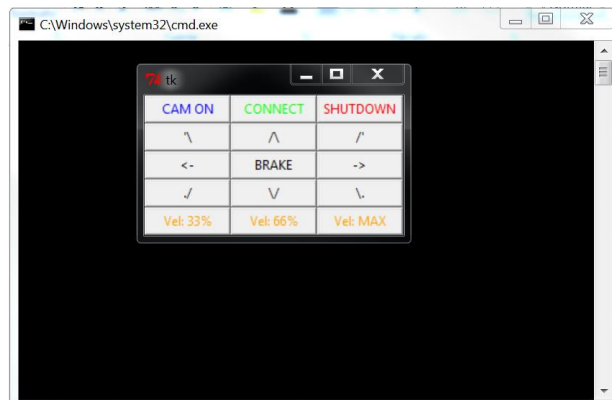 C:\Windows\system32\cmd.exe
tk
CAM ON CONNECT SHUTDOWN
'\ /\ /'
<- BRAKE ->
./ \/ \.
Vel: 33% Vel: 66% Vel: MAX